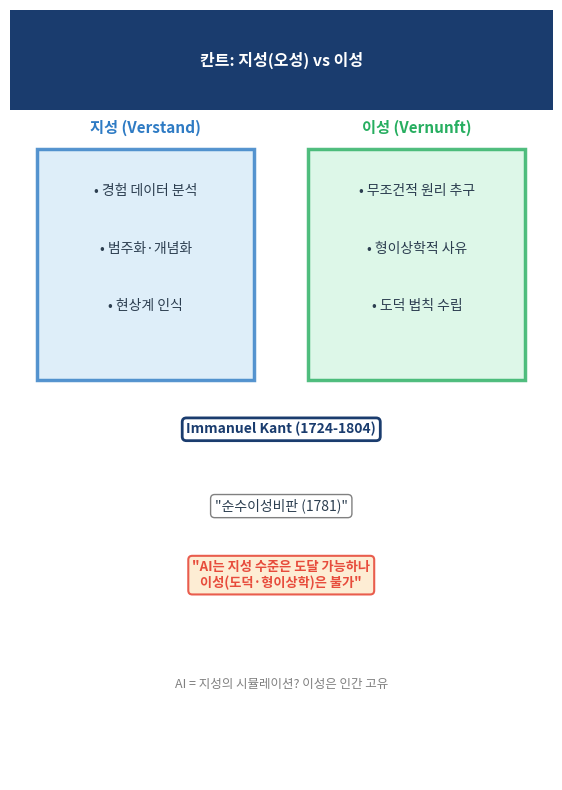 칸트: 지성(오성) vs 이성
지성 (Verstand)
• 경험 데이터 분석
• 범주화·개념화
• 현상계 인식
이성 (Vernunft)
• 무조건적 원리 추구
• 형이상학적 사유
• 도덕 법칙 수립
Immanuel Kant (1724-1804)
"순수이성비판 (1781)"
"AI는 지성 수준은 도달 가능하나
이성(도덕·형이상학)은 불가"
AI = 지성의 시뮬레이션? 이성은 인간 고유